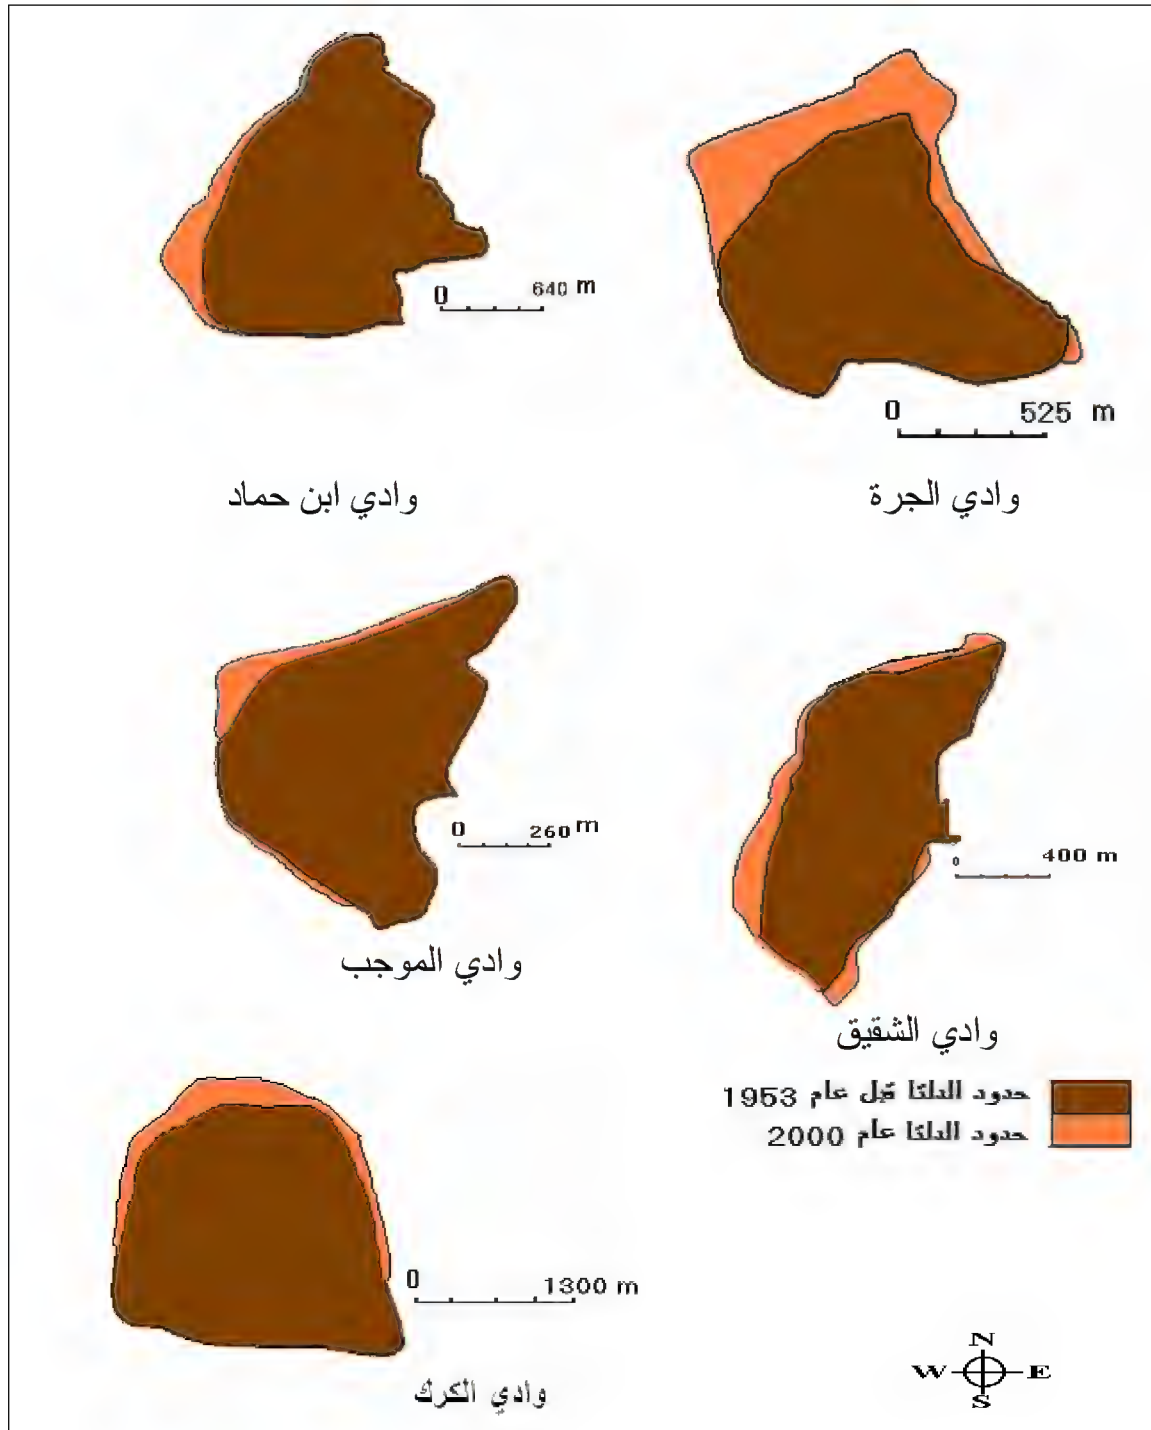 0 640 m
0 525 m
وادي ابن حماد
وادي الجرة
0 260 m
0 400 m
وادي الموجب
وادي الشقيق
حدود الدلتا قبل عام 1953
حدود الدلتا عام 2000
0 1300 m
وادي الكرك
N
W E
S